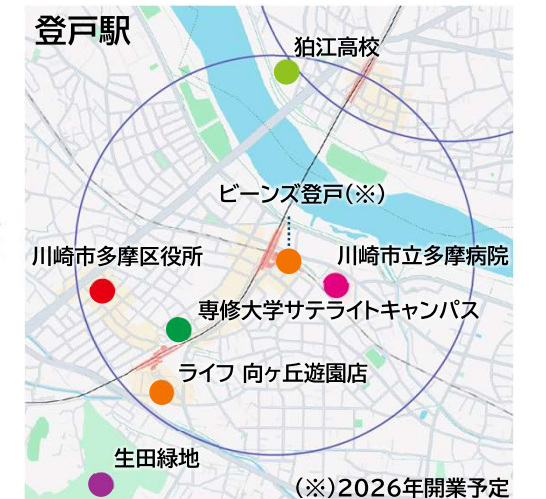 登戸駅
狛江高校
ビーンズ登戸(※)
川崎市多摩区役所
川崎市立多摩病院
専修大学サテライトキャンパス
ライフ 向ヶ丘遊園店
生田緑地
(※)2026年開業予定